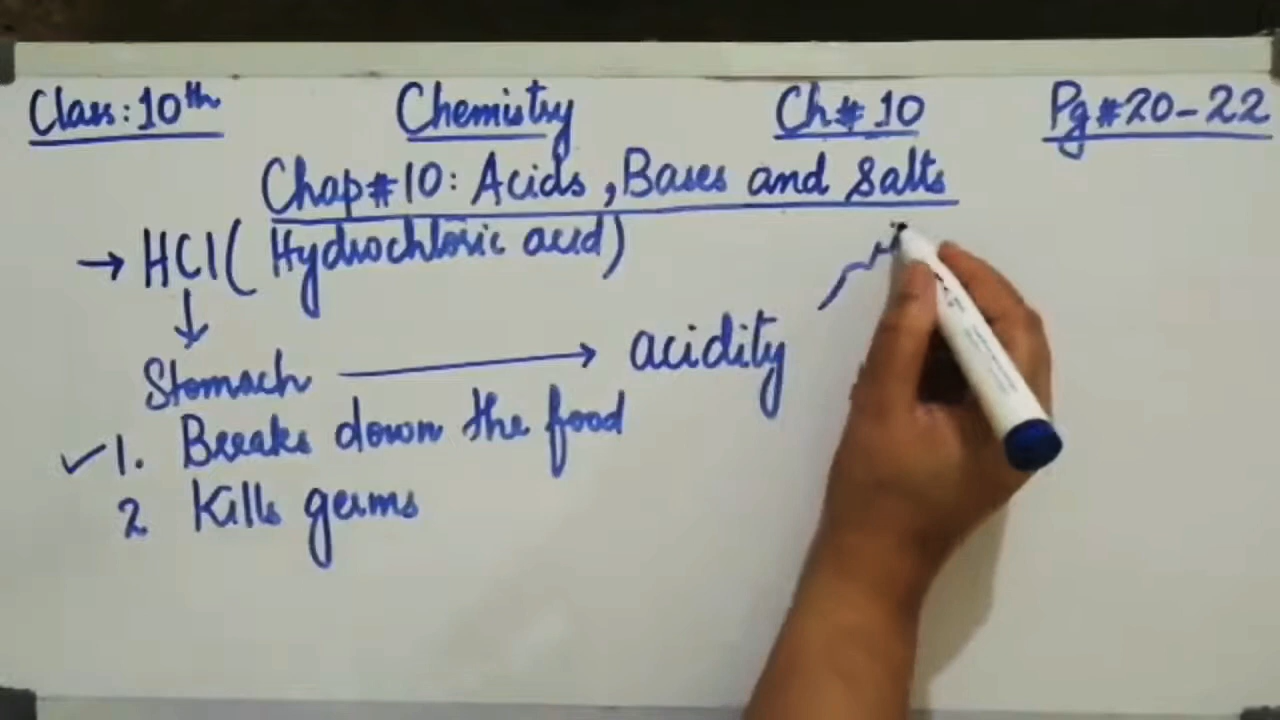 Class: 10th Chemistry Ch# 10 Pg# 20-22
Chap# 10: Acids, Bases and Salts
→ HCl ( Hydrochloric acid)
↓
Stomach → acidity
✓ 1. Breaks down the food
2 Kills germs